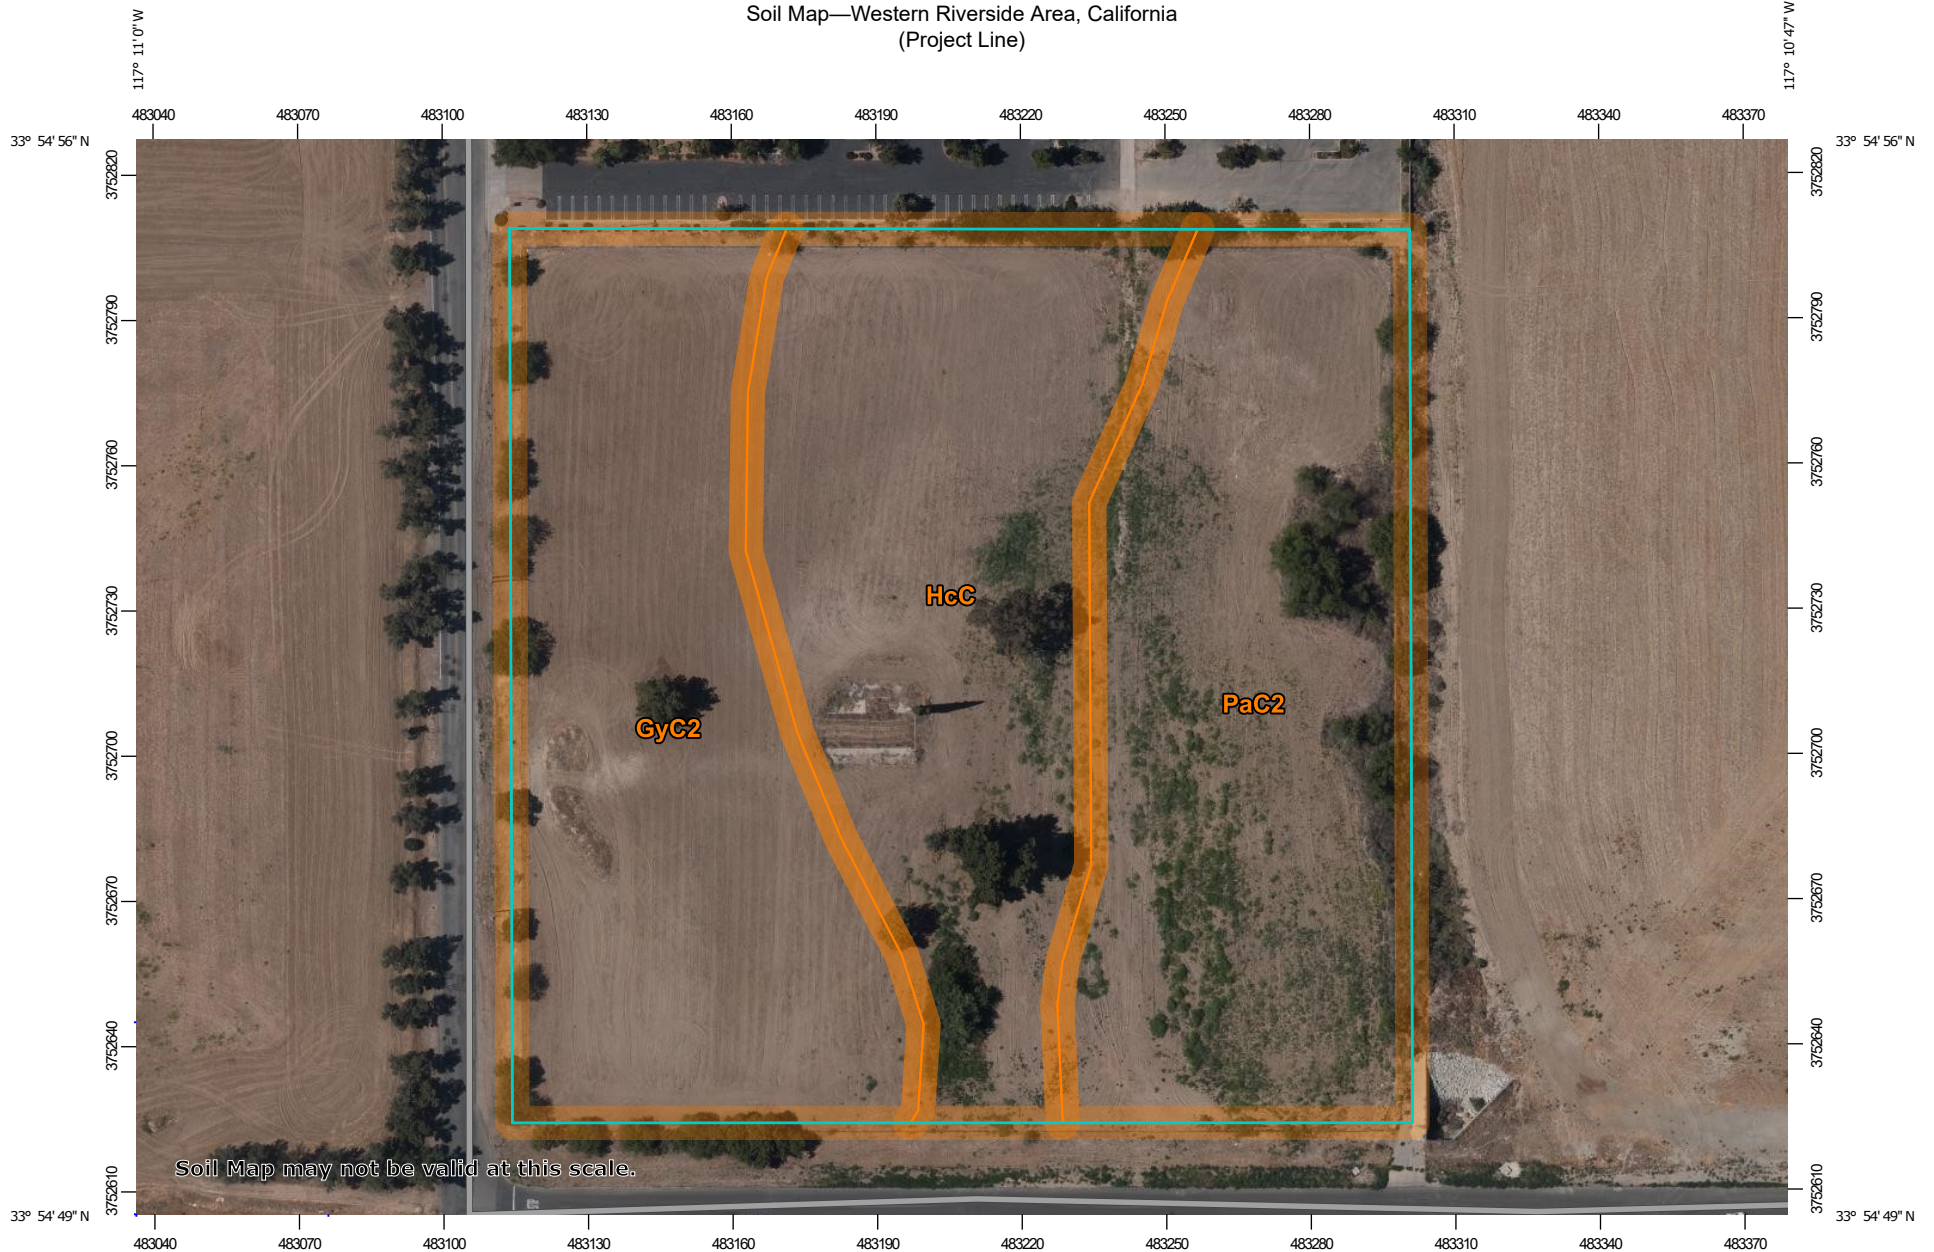 Soil Map—Western Riverside Area, California
(Project Line)
117° 11' 0'' W
117° 10' 47'' W
483040 483070 483100 483130 483160 483190 483220 483250 483280 483310 483340 483370
33° 54' 56'' N
33° 54' 56'' N
3752820
3752820
3752790
3752790
3752760
3752760
3752730
3752730
HcC
PaC2
GyC2
3752700
3752700
3752670
3752670
3752640
3752640
Soil Map may not be valid at this scale.
3752610
3752610
33° 54' 49'' N
33° 54' 49'' N
483040 483070 483100 483130 483160 483190 483220 483250 483280 483310 483340 483370